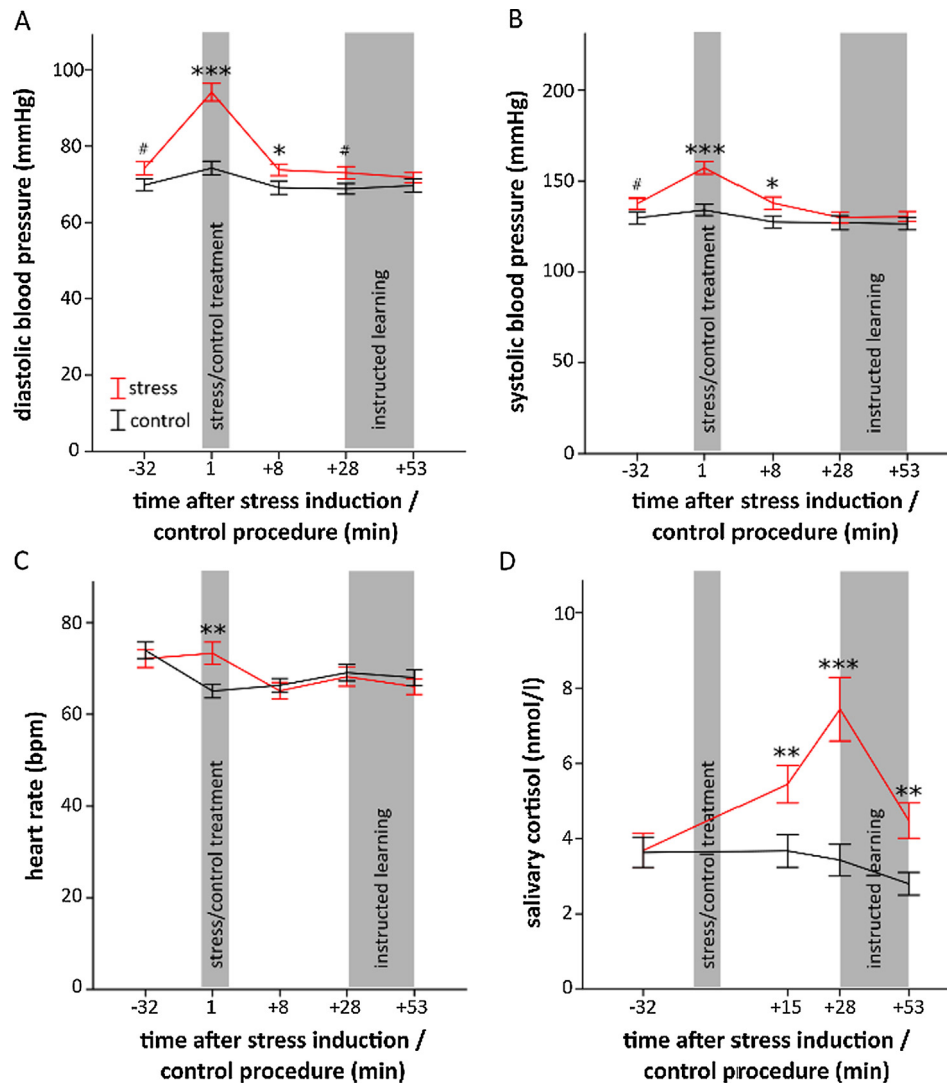 A
diastolic blood pressure (mmHg)
100
80
60
40
20
0
***
#
*
#
stress/control treatment
instructed learning
stress
control
-32
1
+8
+28
+53
time after stress induction /
control procedure (min)
B
systolic blood pressure (mmHg)
200
150
100
50
0
***
#
*
stress/control treatment
instructed learning
-32
1
+8
+28
+53
time after stress induction /
control procedure (min)
C
heart rate (bpm)
80
60
40
20
0
**
stress/control treatment
instructed learning
-32
1
+8
+28
+53
time after stress induction /
control procedure (min)
D
salivary cortisol (nmol/l)
10
8
6
4
2
0
***
**
**
stress/control treatment
instructed learning
-32
+15
+28
+53
time after stress induction /
control procedure (min)